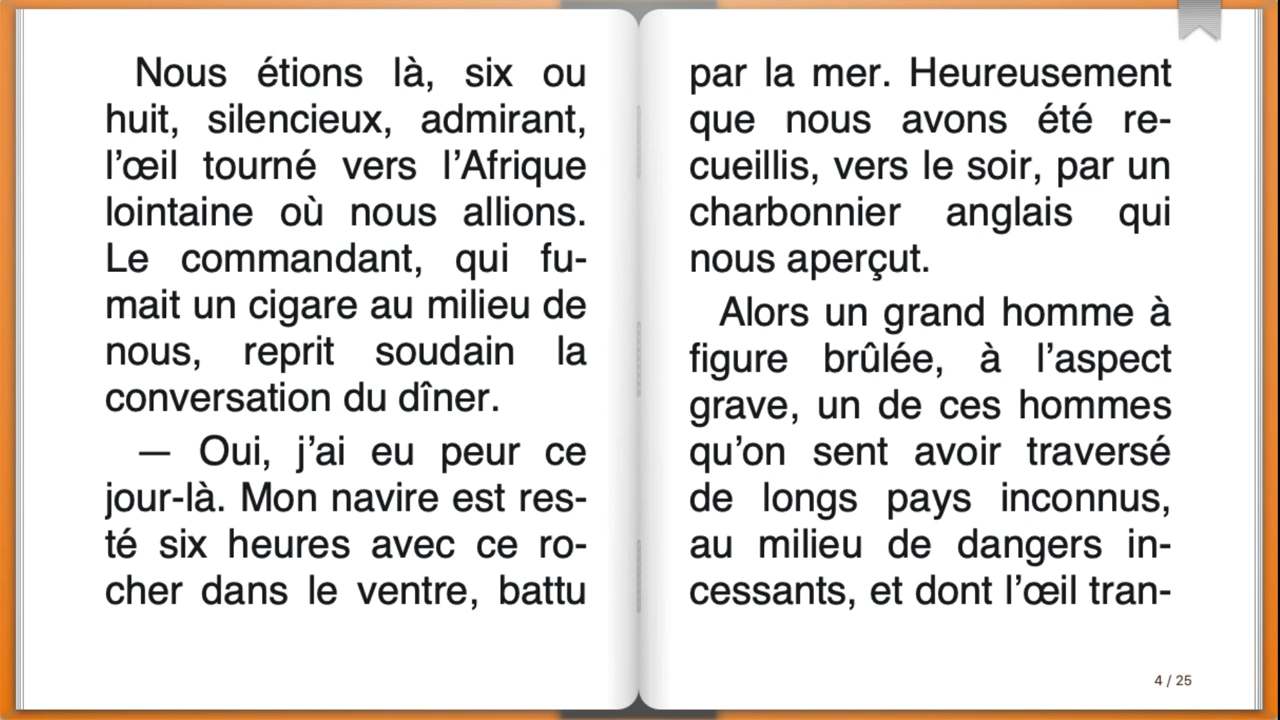 Nous étions là, six ou
huit, silencieux, admirant,
l’œil tourné vers l’Afrique
lointaine où nous allions.
Le commandant, qui fu-
mait un cigare au milieu de
nous, reprit soudain la
conversation du dîner.
— Oui, j’ai eu peur ce
jour-là. Mon navire est res-
té six heures avec ce ro-
cher dans le ventre, battu
par la mer. Heureusement
que nous avons été re-
cueillis, vers le soir, par un
charbonnier anglais qui
nous aperçut.
Alors un grand homme à
figure brûlée, à l’aspect
grave, un de ces hommes
qu’on sent avoir traversé
de longs pays inconnus,
au milieu de dangers in-
cessants, et dont l’œil tran-
4 / 25